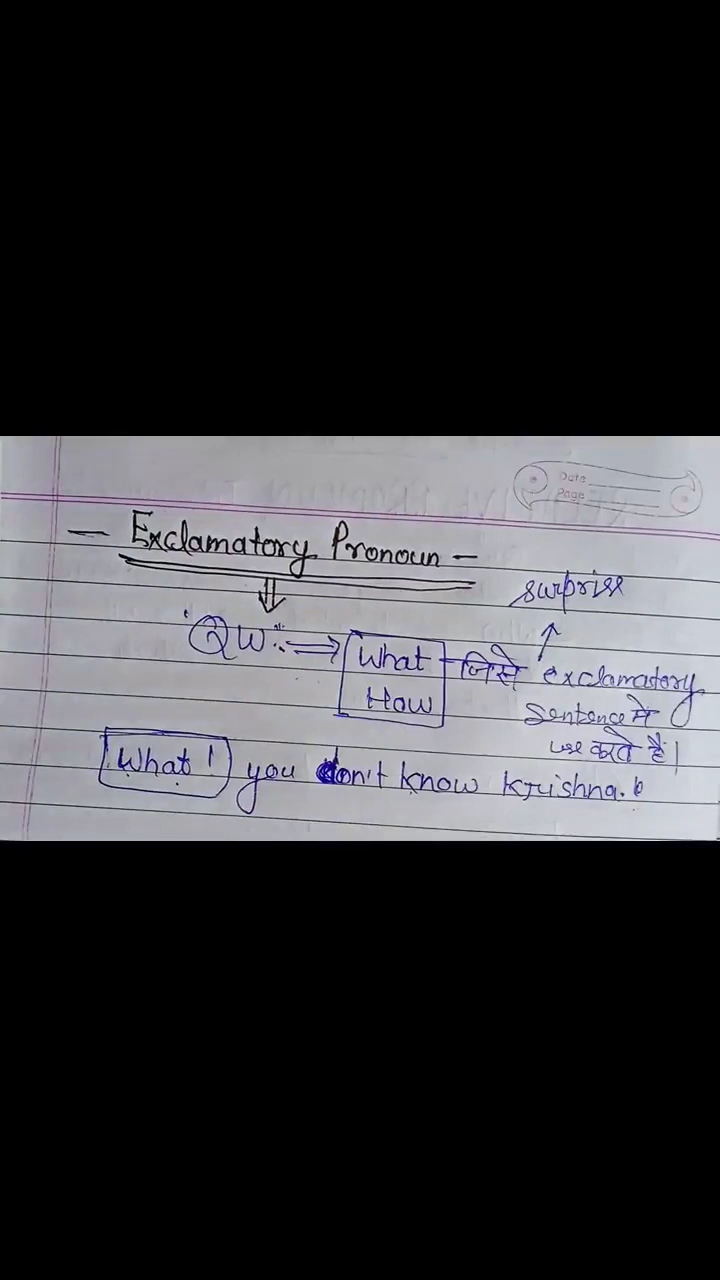 Date
Page
— Exclamatory Pronoun —
surprise
QW ⇒ What - जिसे exclamatory
How
Sentence मे
use करते है।
What! you don't know Krishna.